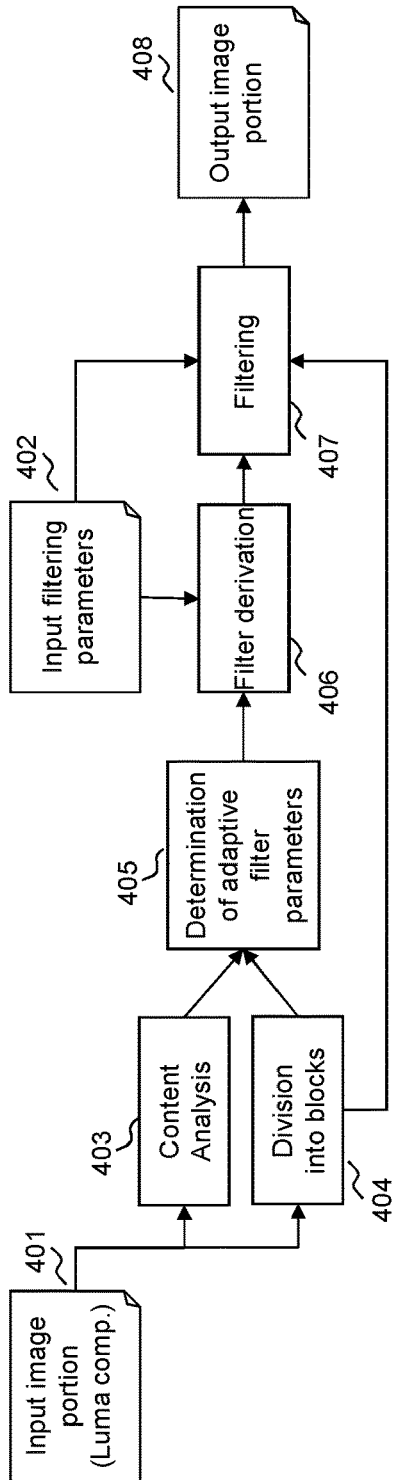 401
Input image
portion
(Luma comp.)
403
Content
Analysis
Division
into blocks
404
405
Determination
of adaptive
filter
parameters
402
Input filtering
parameters
Filter derivation
406
Filtering
407
408
Output image
portion